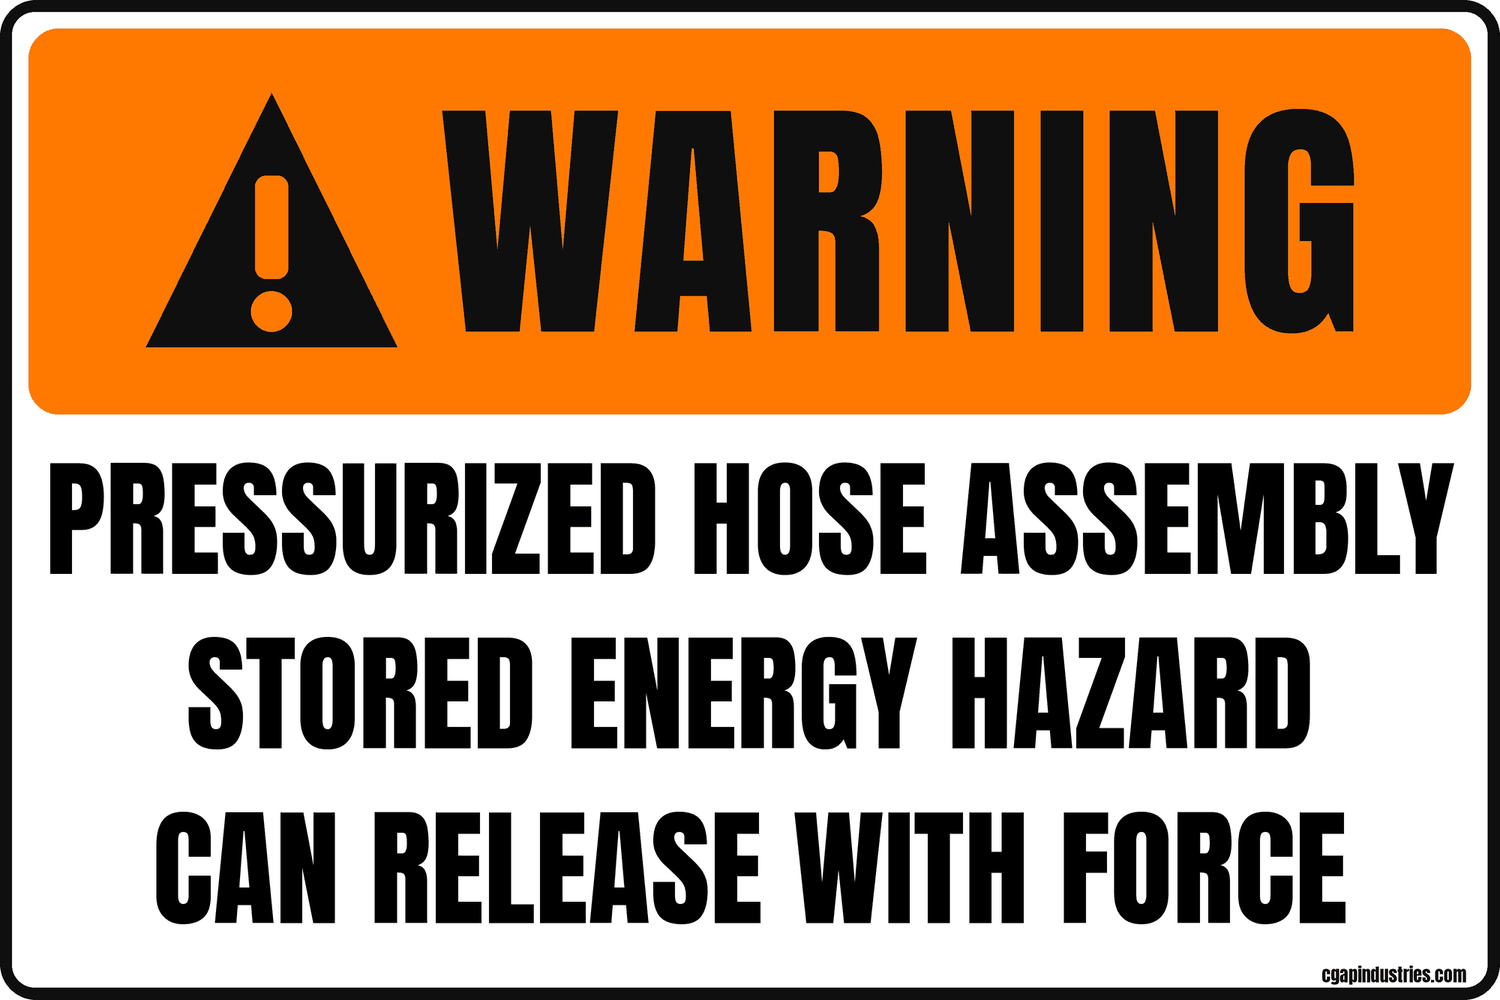 WARNING
PRESSURIZED HOSE ASSEMBLY
STORED ENERGY HAZARD
CAN RELEASE WITH FORCE
cgapindustries.com